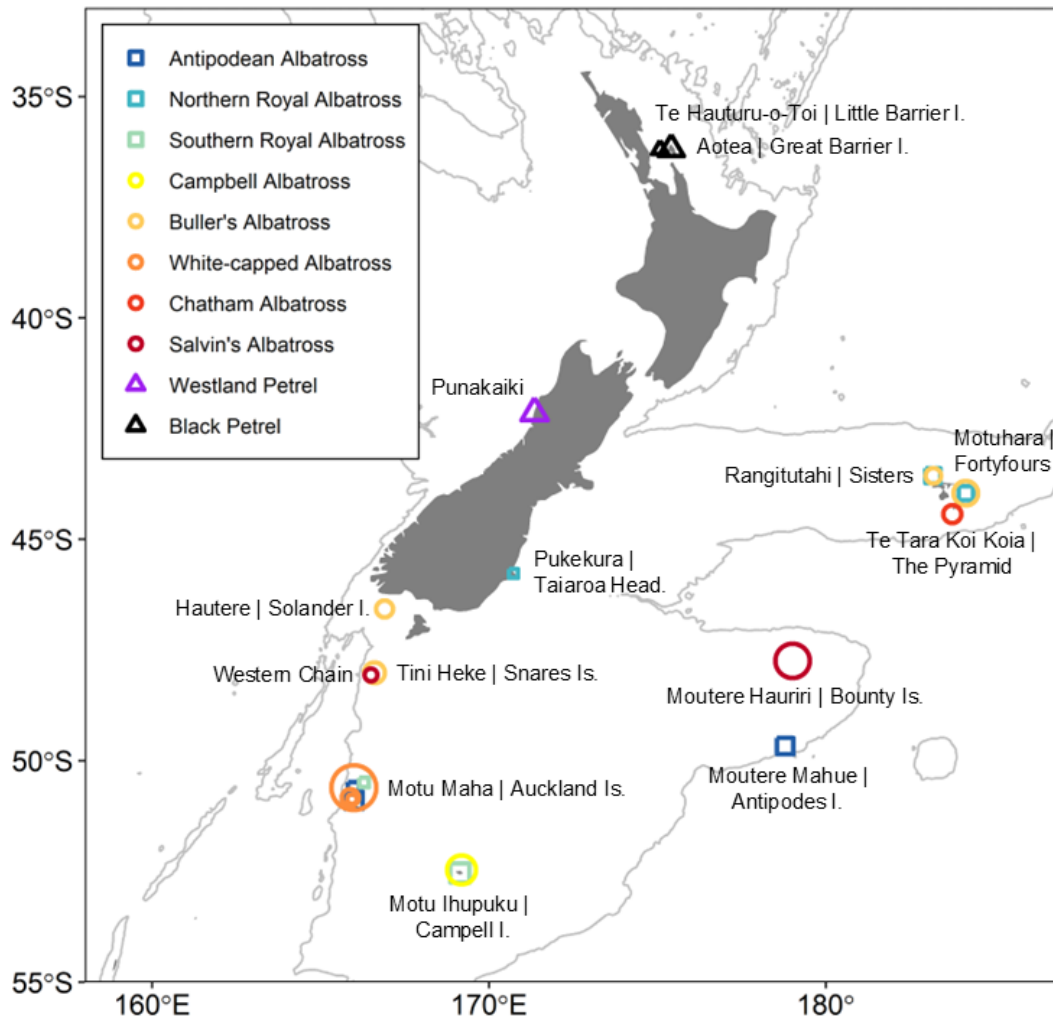 Antipodean Albatross
Northern Royal Albatross
Southern Royal Albatross
Campbell Albatross
Buller's Albatross
White-capped Albatross
Chatham Albatross
Salvin's Albatross
Westland Petrel
Black Petrel
35°S
40°S
45°S
50°S
55°S
160°E
170°E
180°
Te Hauturu-o-Toi | Little Barrier I.
Aotea | Great Barrier I.
Punakaiki
Motuhara |
Fortyfours
Rangitutahi | Sisters
Te Tara Koi Koia |
The Pyramid
Pukekura |
Taiaroa Head.
Hautere | Solander I.
Western Chain
Tini Heke | Snares Is.
Moutere Hauriri | Bounty Is.
Moutere Mahue |
Antipodes I.
Motu Maha | Auckland Is.
Motu Ihupuku |
Campell I.